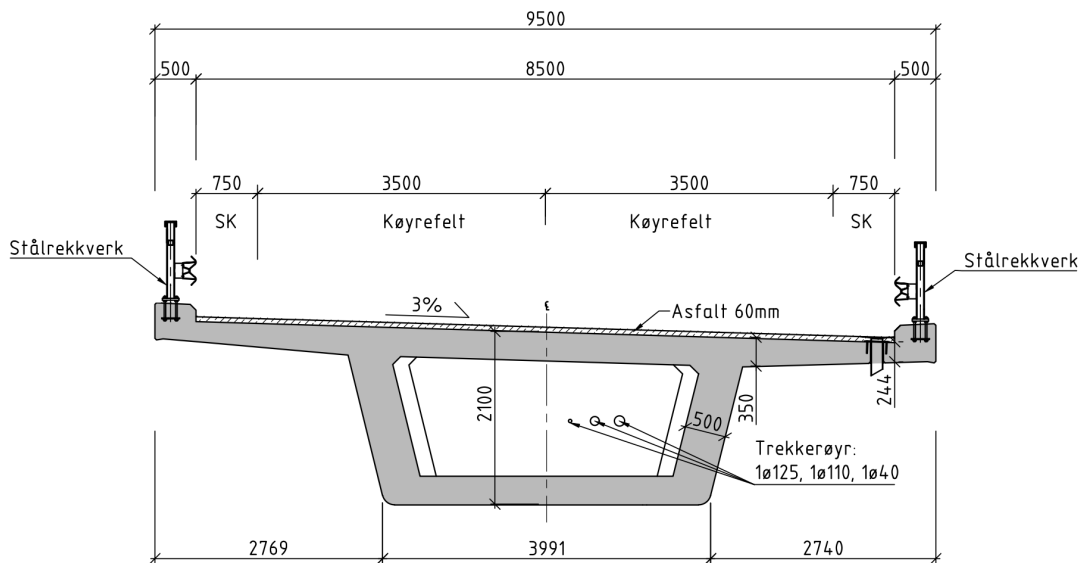 9500
500
8500
500
750
3500
3500
750
SK
Køyrefelt
Køyrefelt
SK
Stålrekkverk
Stålrekkverk
3%
Asfalt 60mm
2100
350
244
500
Trekkerøyr:
1ø125, 1ø110, 1ø40
2769
3991
2740